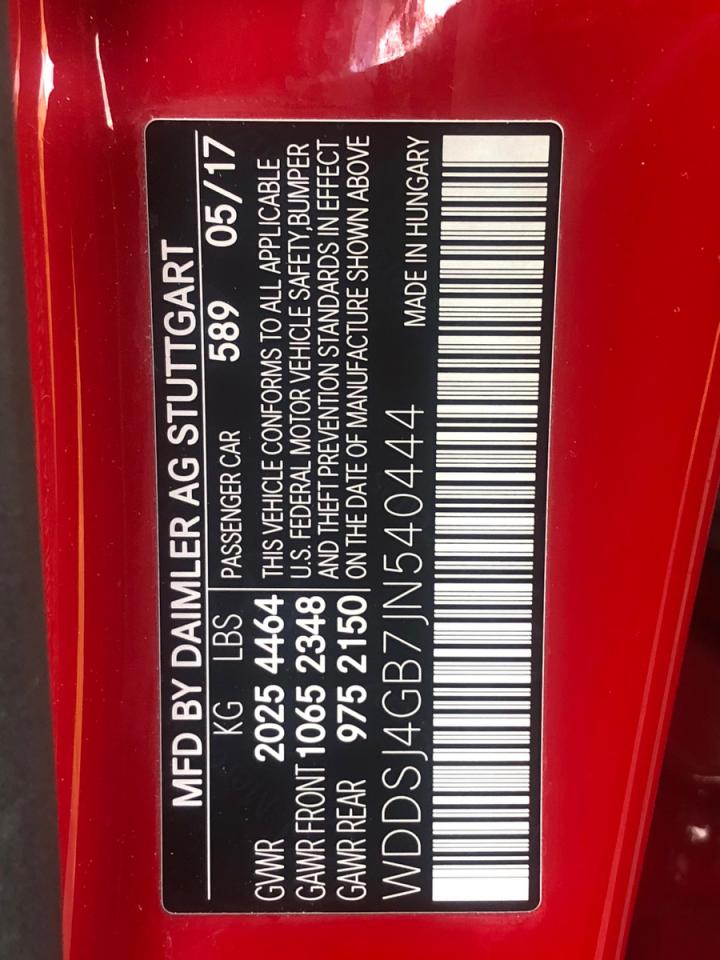 MFD BY DAIMLER AG STUTTGART
KG LBS PASSENGER CAR 589 05/17
GVWR 2025 4464 THIS VEHICLE CONFORMS TO ALL APPLICABLE
U.S. FEDERAL MOTOR VEHICLE SAFETY,BUMPER
GAWR FRONT 1065 2348 AND THEFT PREVENTION STANDARDS IN EFFECT
GAWR REAR 975 2150 ON THE DATE OF MANUFACTURE SHOWN ABOVE
WDDSJ4GB7JN540444 MADE IN HUNGARY